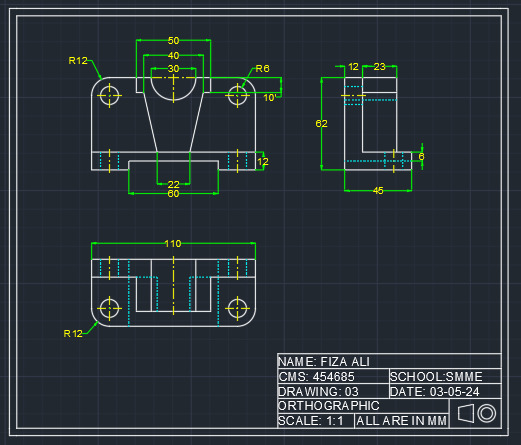 50
40
30
R12
R6
10
12
22
60
12
23
62
6
45
110
R12
NAME: FIZA ALI
CMS: 454685
SCHOOL:SMME
DRAWING: 03
DATE: 03-05-24
ORTHOGRAPHIC
SCALE: 1:1
ALL ARE IN MM